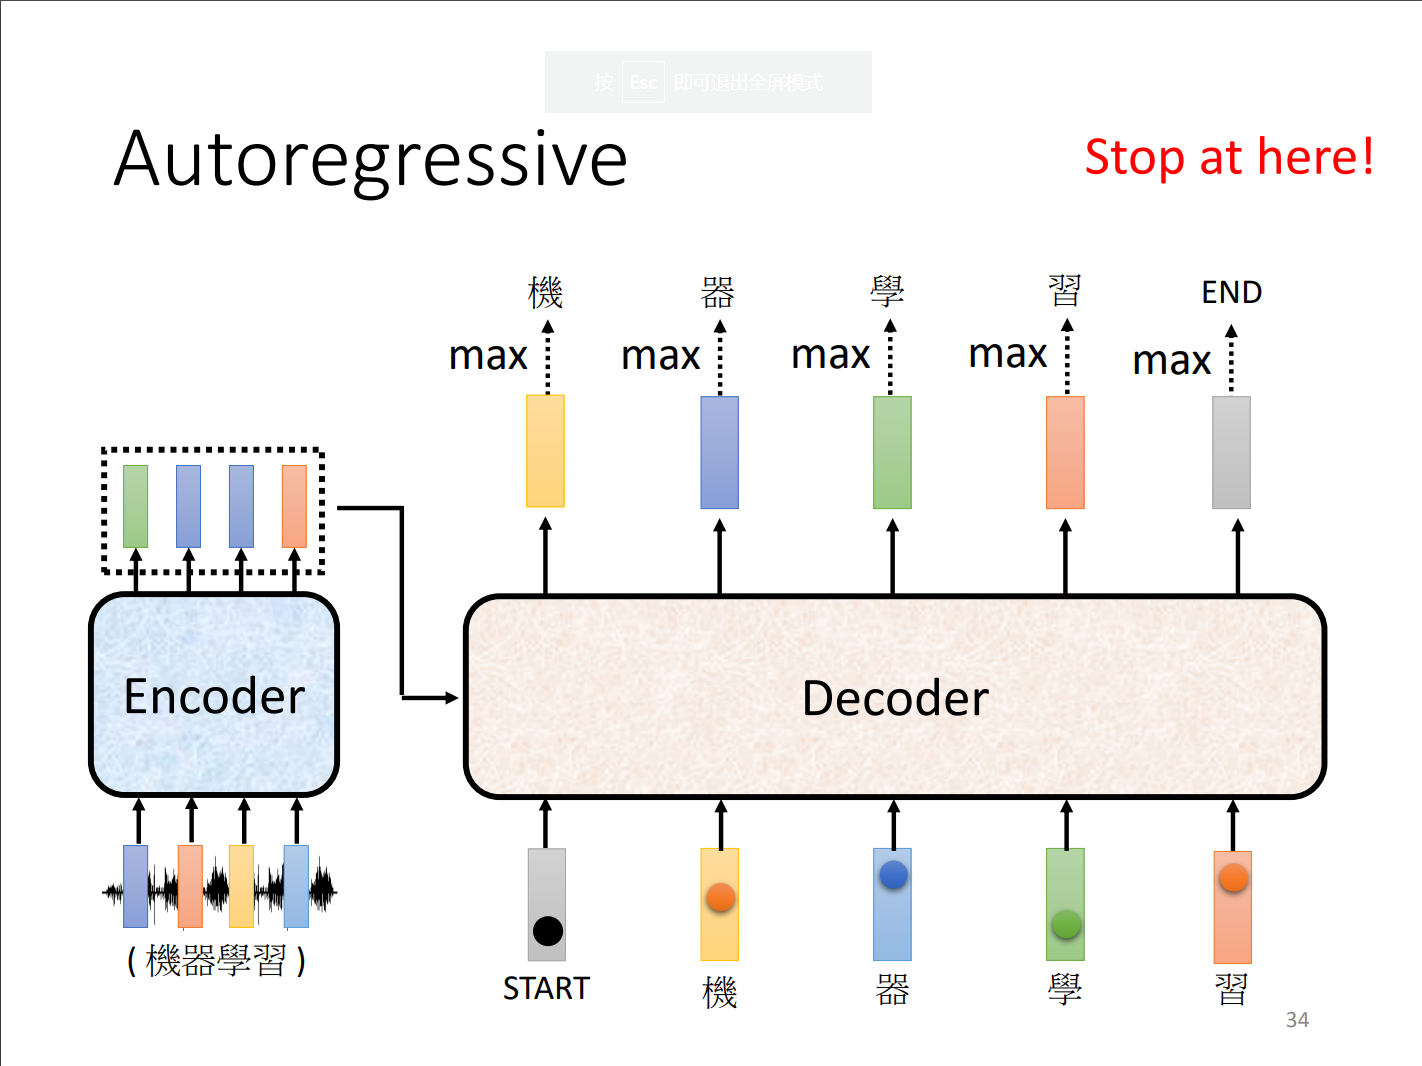 按 Esc 即可退出全屏模式
Autoregressive
Stop at here!
機 器 學 習 END
max max max max max
Encoder
Decoder
( 機器學習 )
START 機 器 學 習
34